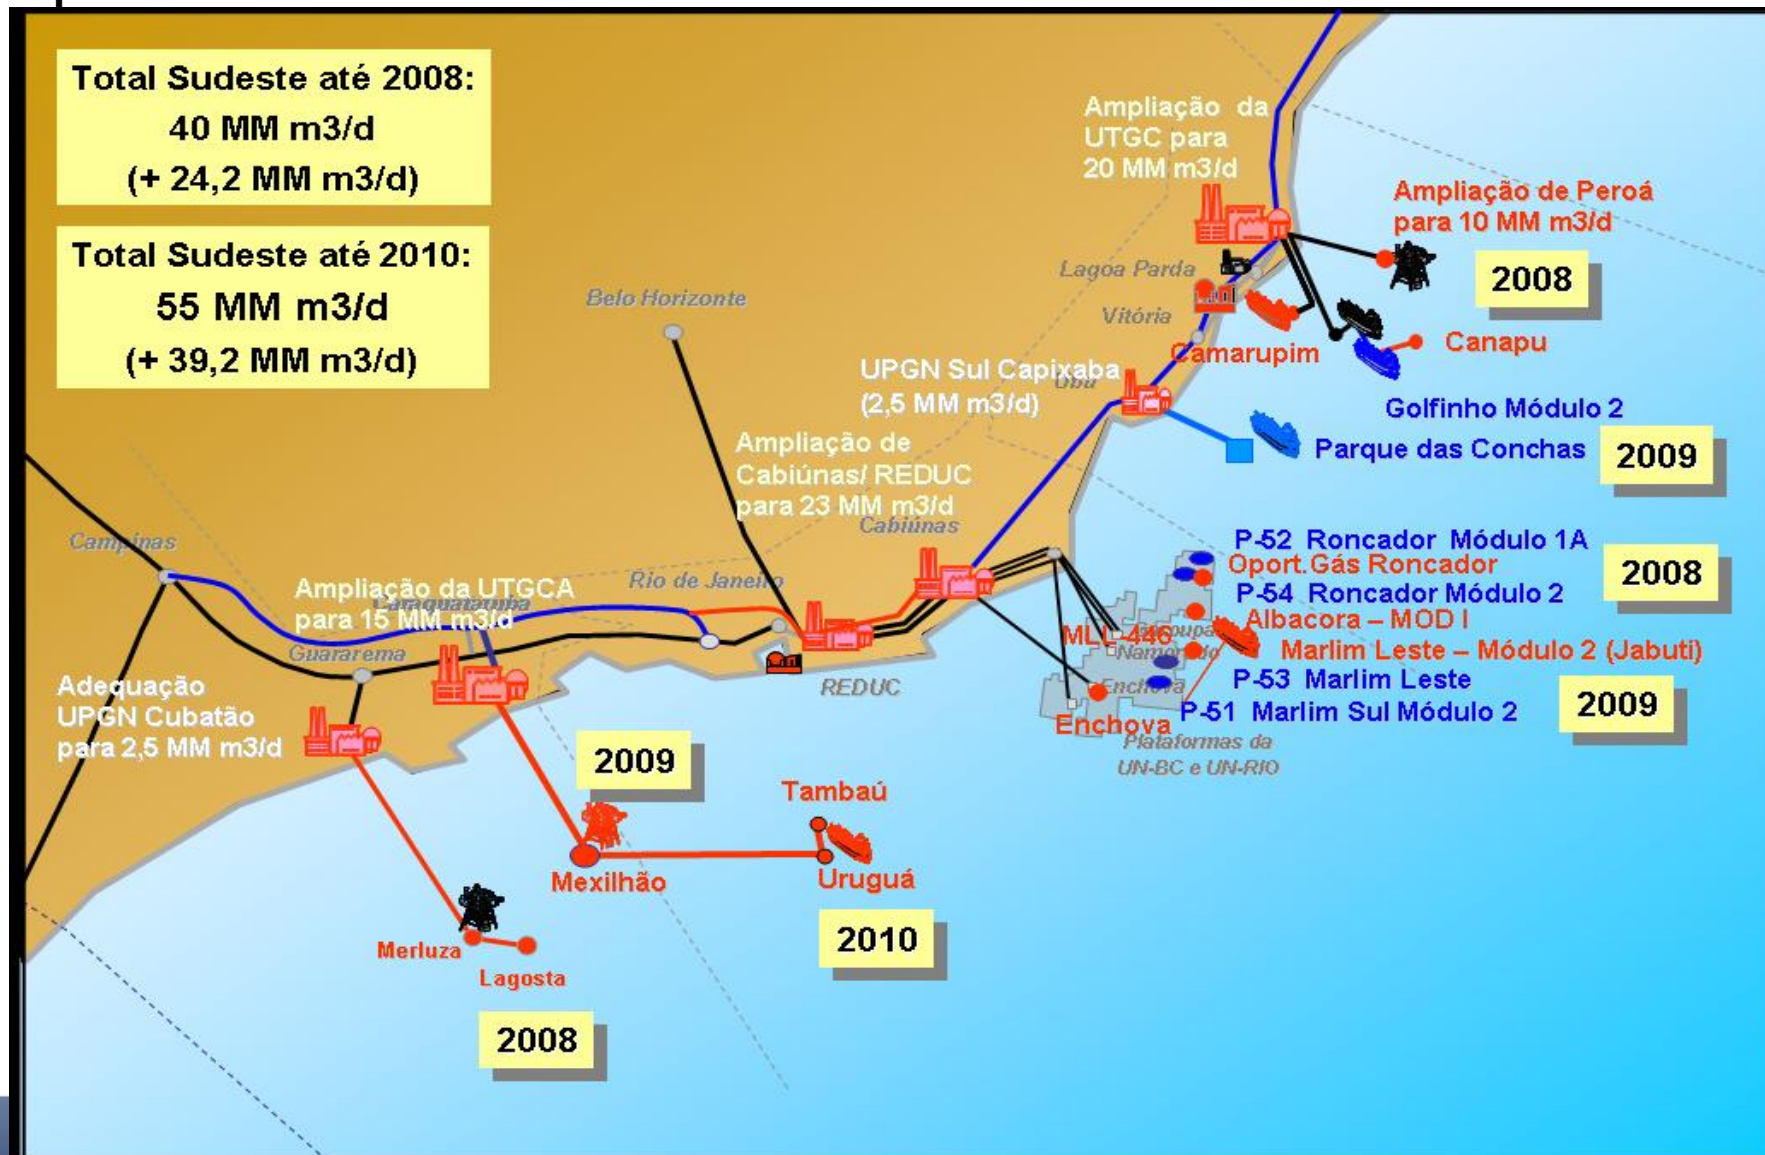 Total Sudeste até 2008:
40 MM m3/d
(+ 24,2 MM m3/d)
Total Sudeste até 2010:
55 MM m3/d
(+ 39,2 MM m3/d)
Ampliação da
UTGC para
20 MM m3/d
Ampliação de Peroá
para 10 MM m3/d
2008
Lagoa Parda
Belo Horizonte
Vitória
Camarupim
Canapu
UPGN Sul Capixaba
(2,5 MM m3/d)
Ubu
Golfinho Módulo 2
Parque das Conchas
2009
Ampliação de
Cabiúnas/ REDUC
para 23 MM m3/d
Cabiúnas
Campinas
P-52 Roncador Módulo 1A
Oport.Gás Roncador
2008
P-54 Roncador Módulo 2
Rio de Janeiro
Ampliação da UTGCA
para 15 MM m3/d
Caraguatatuba
Albacora – MOD I
MLL-446
Namorado
Marlim Leste – Módulo 2 (Jabuti)
Guararema
REDUC
Enchova
P-53 Marlim Leste
2009
Enchova
P-51 Marlim Sul Módulo 2
Plataformas da
UN-BC e UN-RIO
Adequação
UPGN Cubatão
para 2,5 MM m3/d
2009
Tambaú
Mexilhão
Uruguá
2010
Merluza
Lagosta
2008